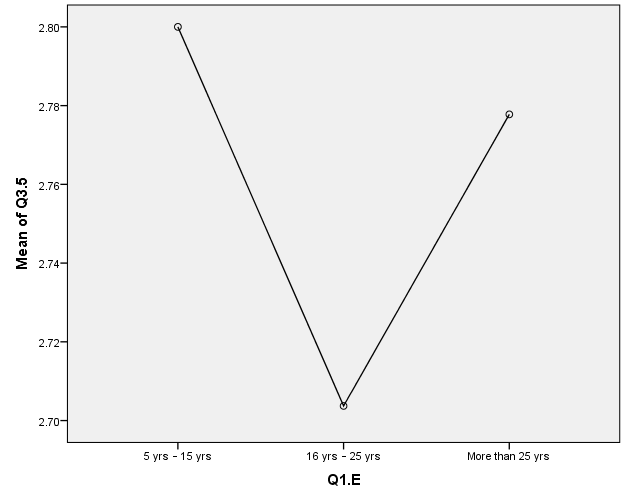 Mean of Q3.5
2.80
2.78
2.76
2.74
2.72
2.70
5 yrs - 15 yrs
16 yrs - 25 yrs
More than 25 yrs
Q1.E